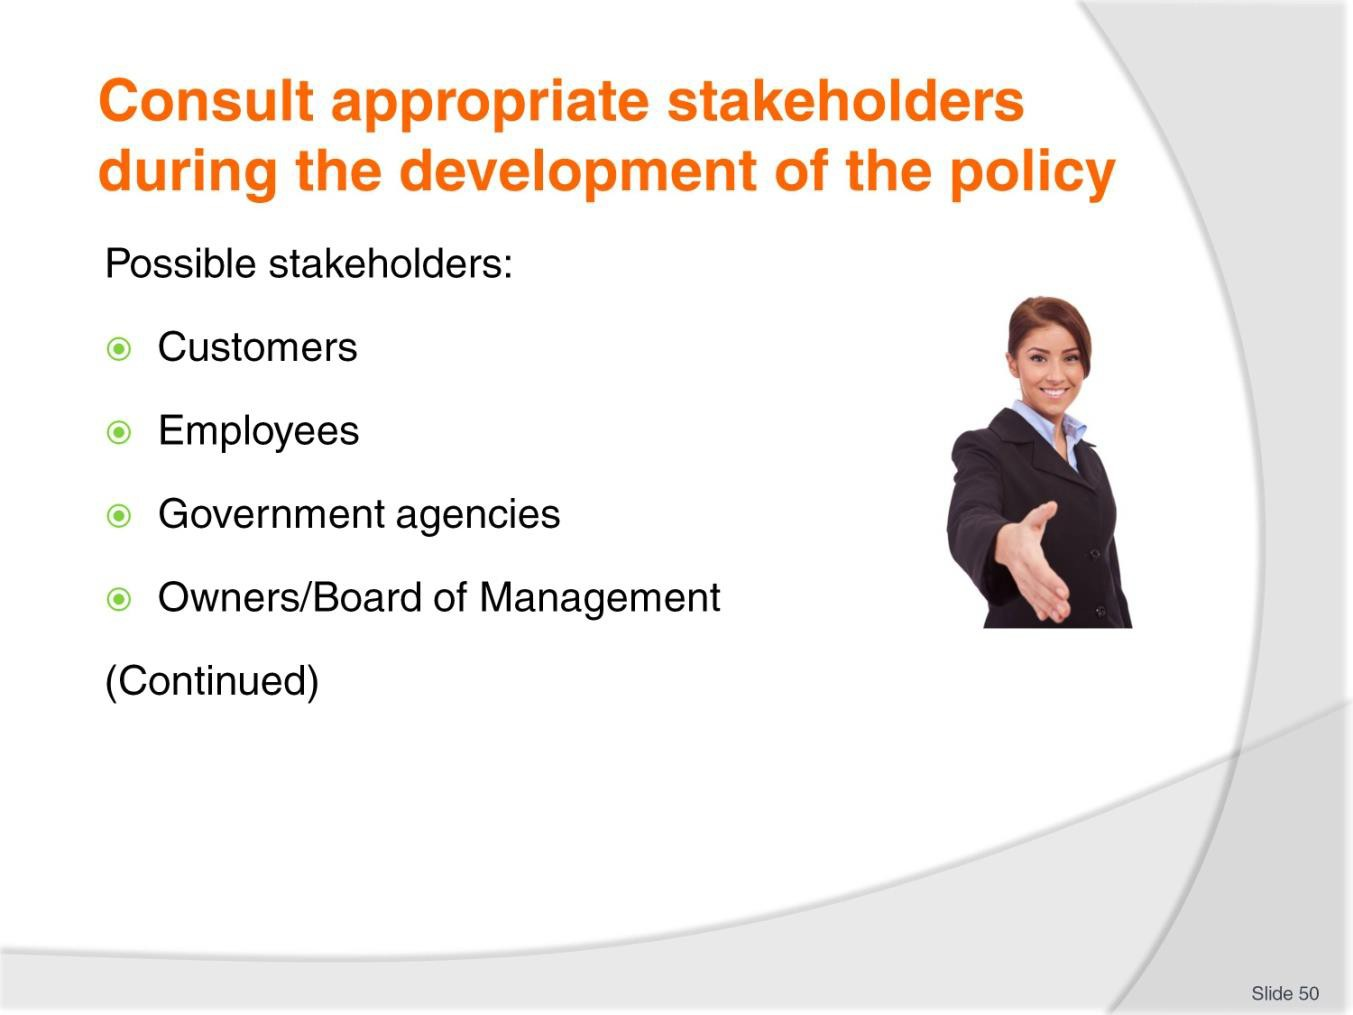 Consult appropriate stakeholders
during the development of the policy
Possible stakeholders:
Customers
Employees
Government agencies
Owners/Board of Management
(Continued)
Slide 50